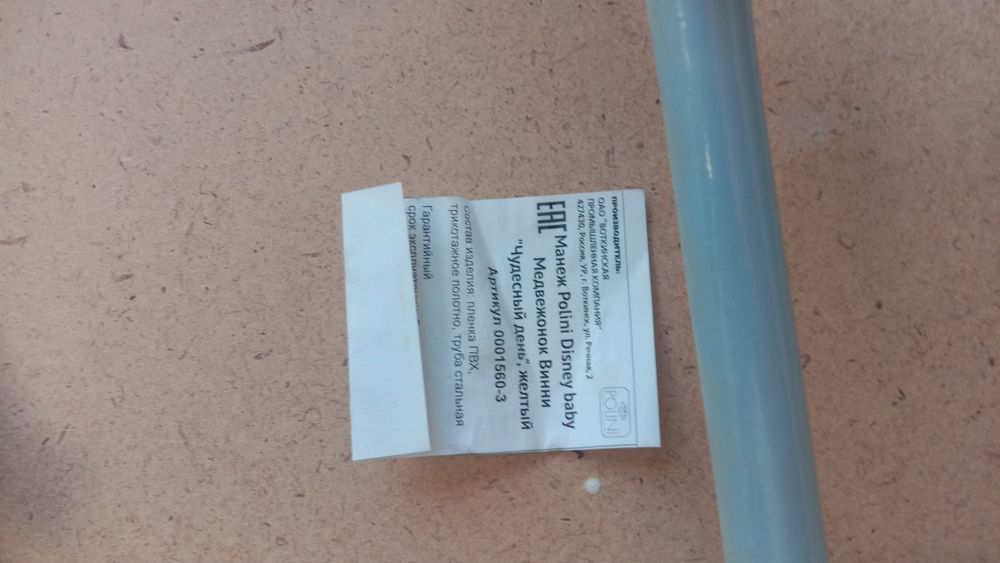 ПРОИЗВОДИТЕЛЬ:
ОАО "ВОТКИНСКАЯ
ПРОМЫШЛЕННАЯ КОМПАНИЯ"
427430, Россия, УР, г. Воткинск, ул. Речная, 2
POLINI
EAC
Манеж Polini Disney baby
Медвежонок Винни
"Чудесный день", желтый
Артикул 0001560-3
Состав изделия: пленка ПВХ,
трикотажное полотно, труба стальная
Гарантийный
срок